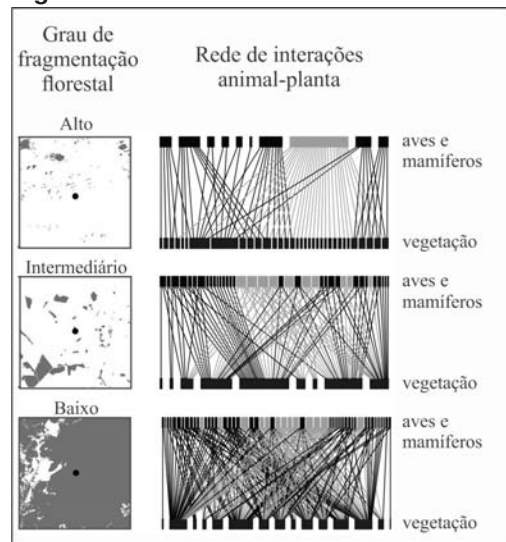 Grau de
fragmentação
florestal
Rede de interações
animal-planta
Alto
aves e
mamíferos
vegetação
Intermediário
aves e
mamíferos
vegetação
Baixo
aves e
mamíferos
vegetação